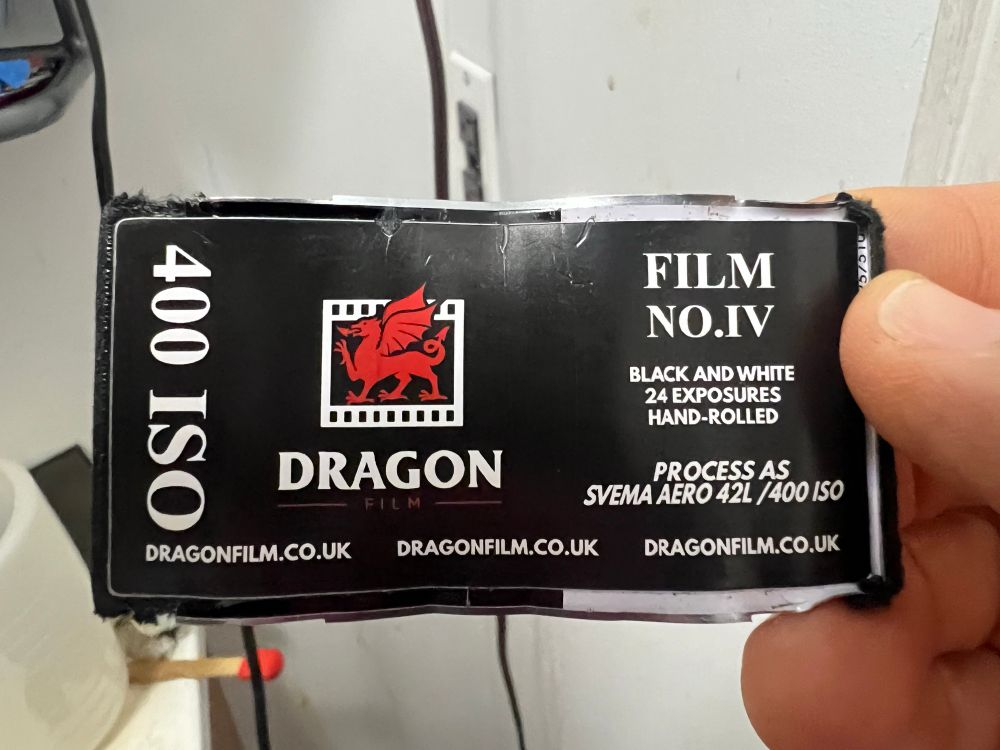 400 ISO
DRAGON
FILM
FILM
NO.IV
BLACK AND WHITE
24 EXPOSURES
HAND-ROLLED
PROCESS AS
SVEMA AERO 42L /400 ISO
DRAGONFILM.CO.UK
DRAGONFILM.CO.UK
DRAGONFILM.CO.UK